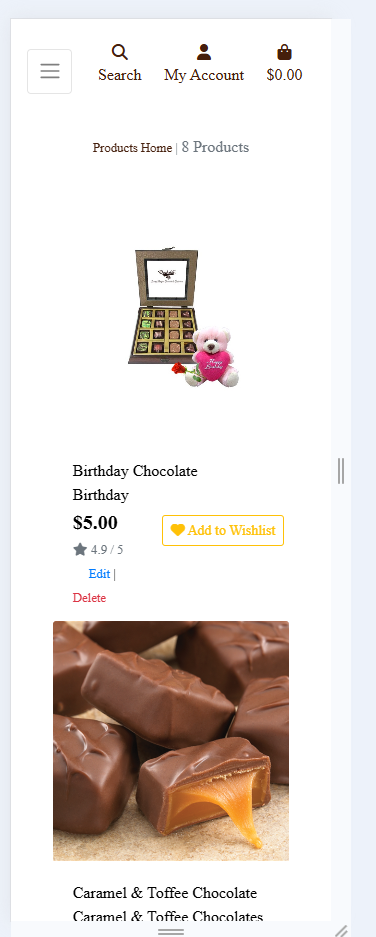 Search My Account $0.00
Products Home | 8 Products
Birthday Chocolate
Birthday
$5.00
Add to Wishlist
4.9 / 5
Edit |
Delete
Caramel & Toffee Chocolate
Caramel & Toffee Chocolates